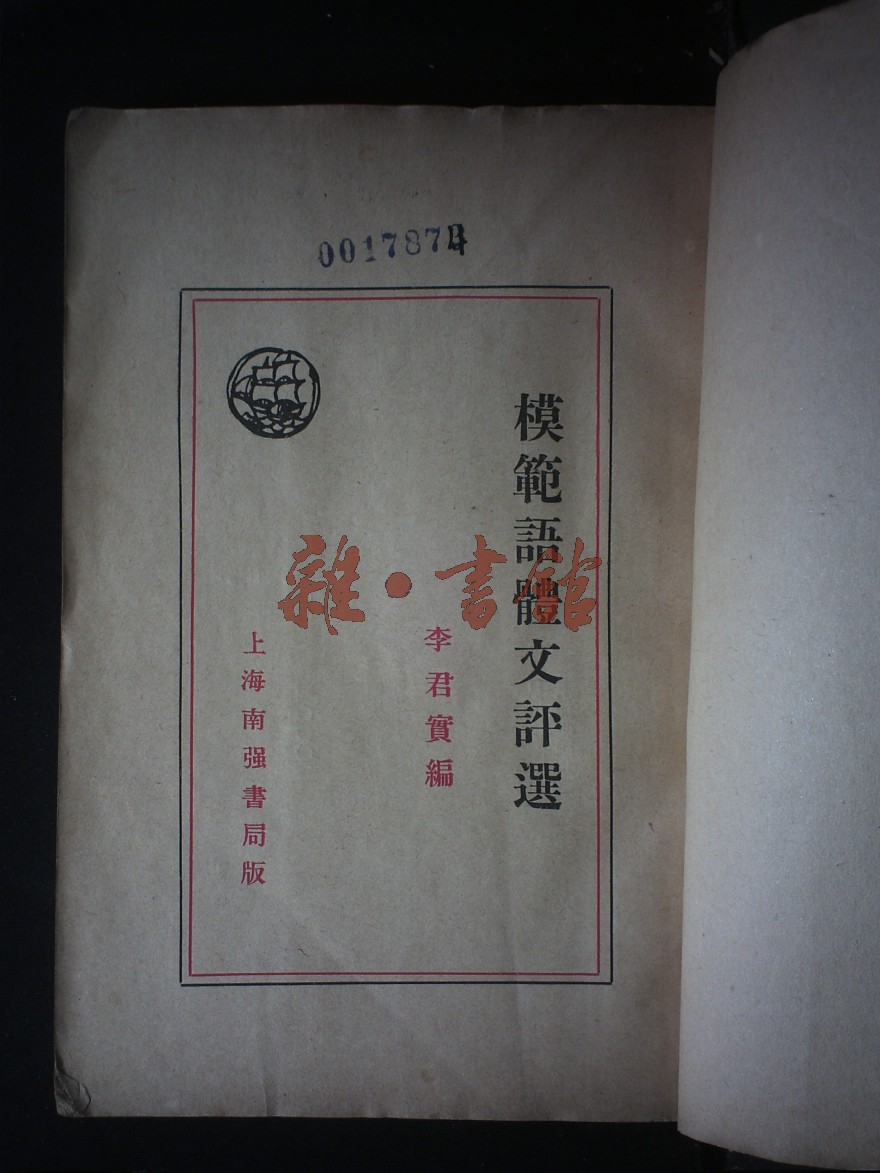 模範語體文評選
李君實編
上海南强書局版
雜·書館